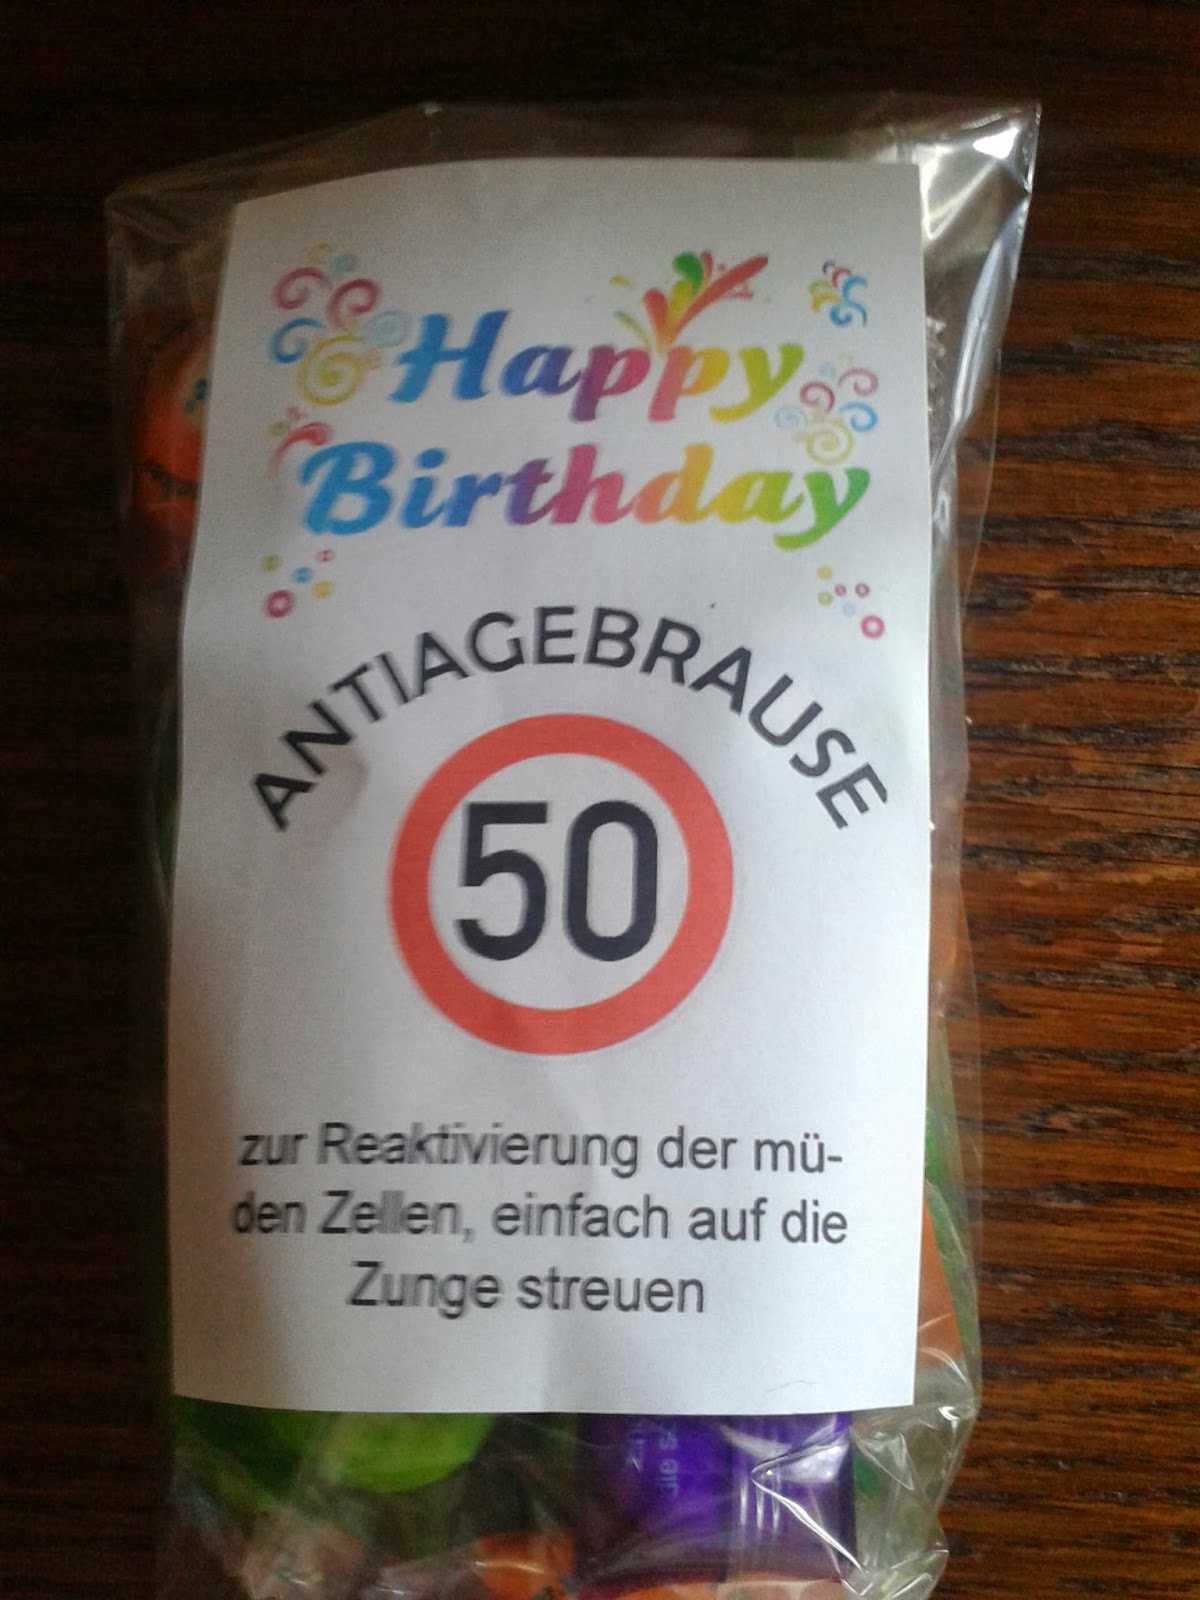 Happy
Birthday
ANTIAGEBRAUSE
50
zur Reaktivierung der mü-
den Zellen, einfach auf die
Zunge streuen